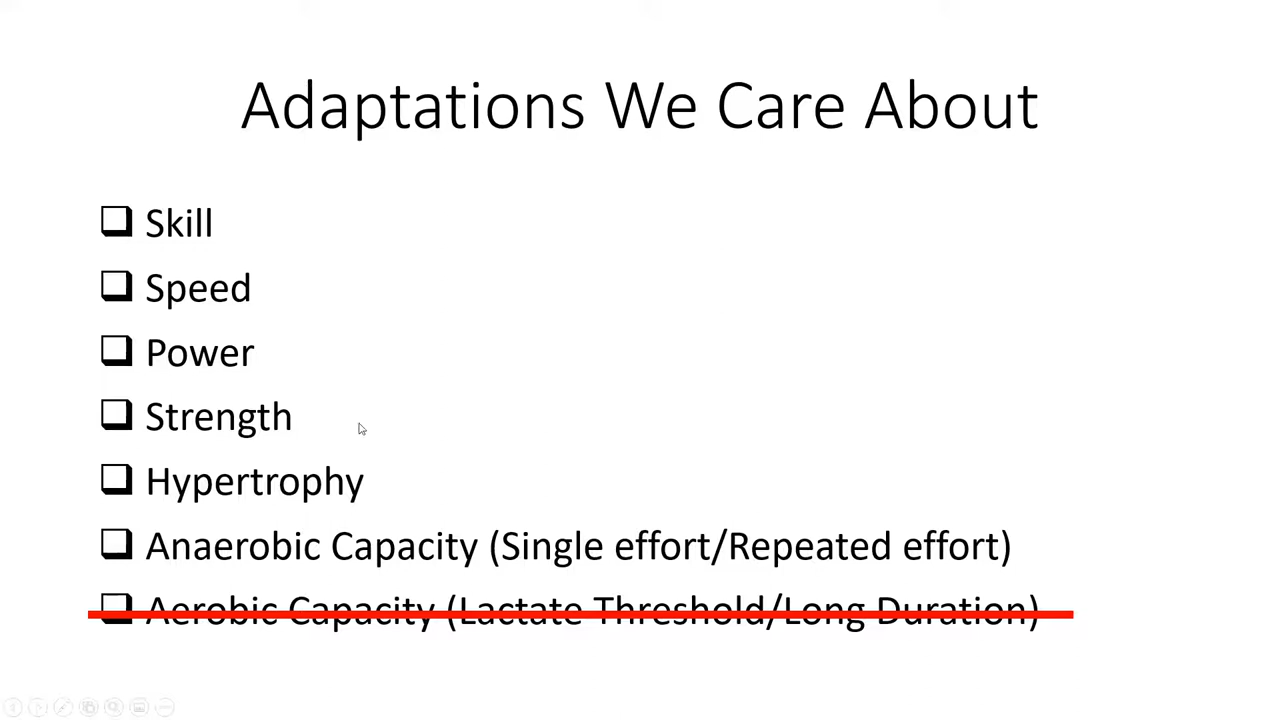 Adaptations We Care About
Skill
Speed
Power
Strength
Hypertrophy
Anaerobic Capacity (Single effort/Repeated effort)
Aerobic Capacity (Lactate Threshold/Long Duration)